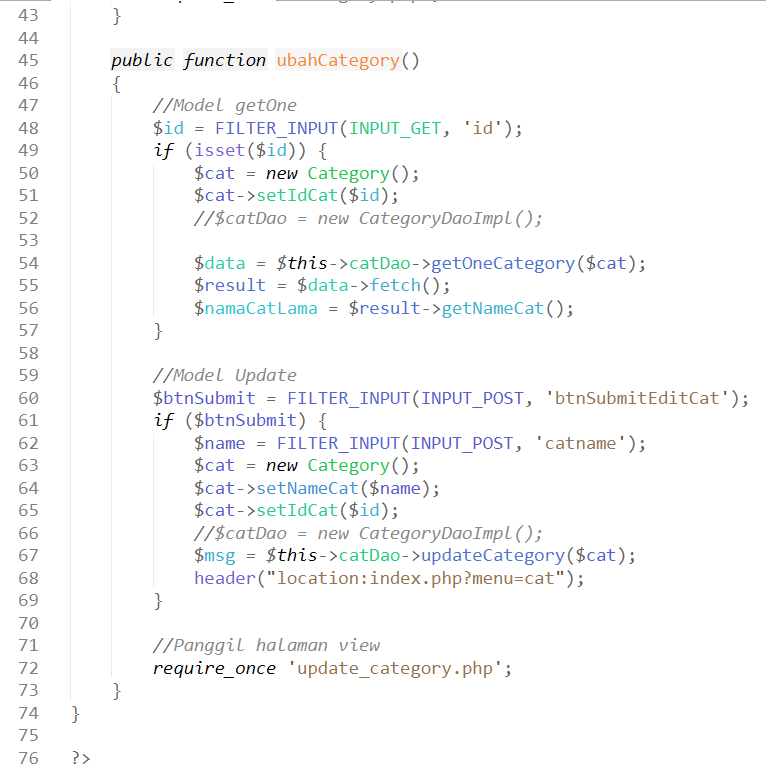 43 }
44
45 public function ubahCategory()
46 {
47 //Model getOne
48 $id = FILTER_INPUT(INPUT_GET, 'id');
49 if (isset($id)) {
50 $cat = new Category();
51 $cat->setIdCat($id);
52 //$catDao = new CategoryDaoImpl();
53
54 $data = $this->catDao->getOneCategory($cat);
55 $result = $data->fetch();
56 $namaCatLama = $result->getNameCat();
57 }
58
59 //Model Update
60 $btnSubmit = FILTER_INPUT(INPUT_POST, 'btnSubmitEditCat');
61 if ($btnSubmit) {
62 $name = FILTER_INPUT(INPUT_POST, 'catname');
63 $cat = new Category();
64 $cat->setNameCat($name);
65 $cat->setIdCat($id);
66 //$catDao = new CategoryDaoImpl();
67 $msg = $this->catDao->updateCategory($cat);
68 header("location:index.php?menu=cat");
69 }
70
71 //Panggil halaman view
72 require_once 'update_category.php';
73 }
74 }
75
76 ?>